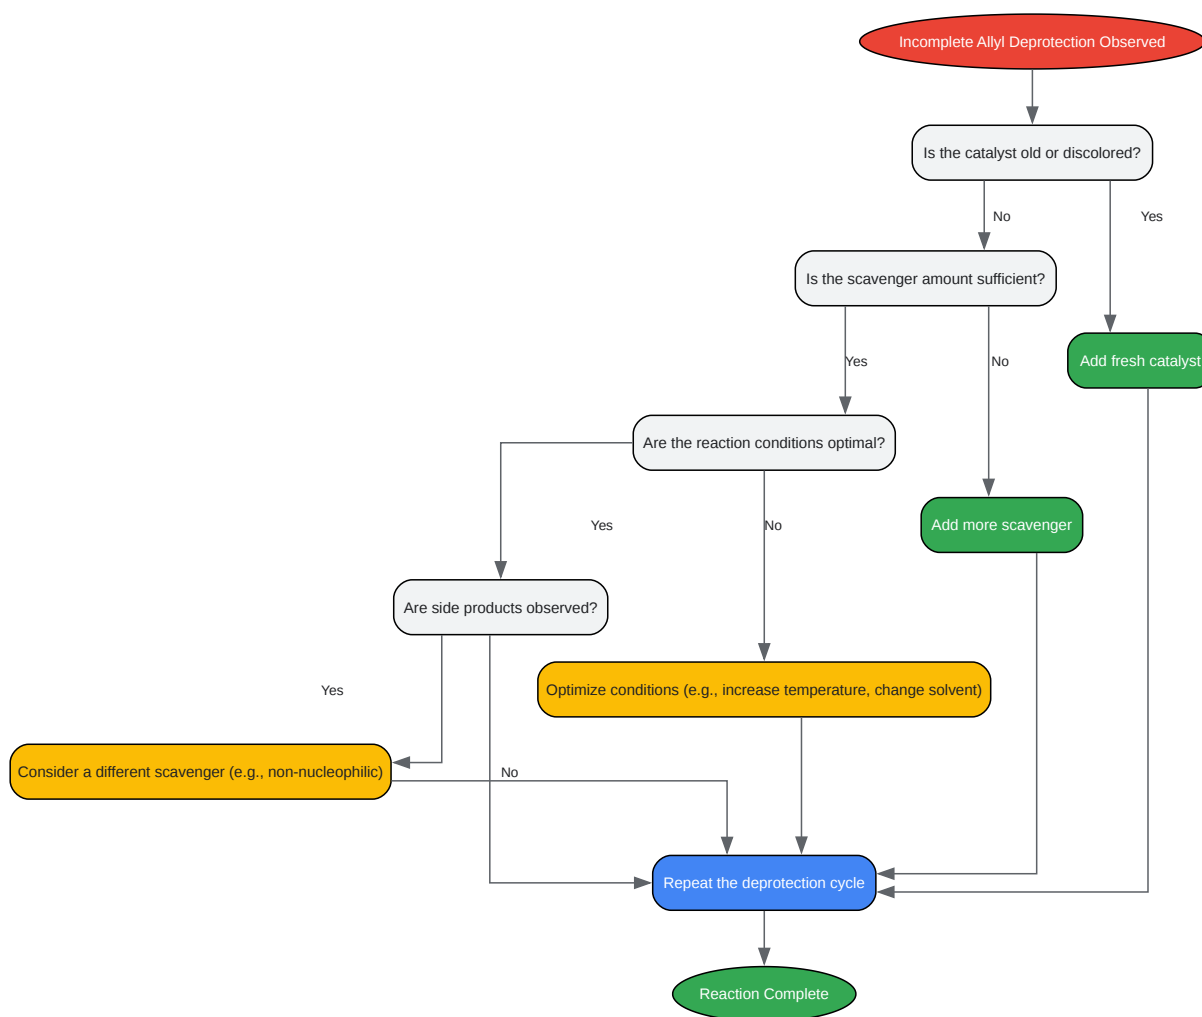 Incomplete Allyl Deprotection Observed
Is the catalyst old or discolored?
No
Yes
Is the scavenger amount sufficient?
Yes
No
Add fresh catalyst
Are the reaction conditions optimal?
Yes
No
Add more scavenger
Are side products observed?
Yes
Optimize conditions (e.g., increase temperature, change solvent)
Consider a different scavenger (e.g., non-nucleophilic)
No
Repeat the deprotection cycle
Reaction Complete